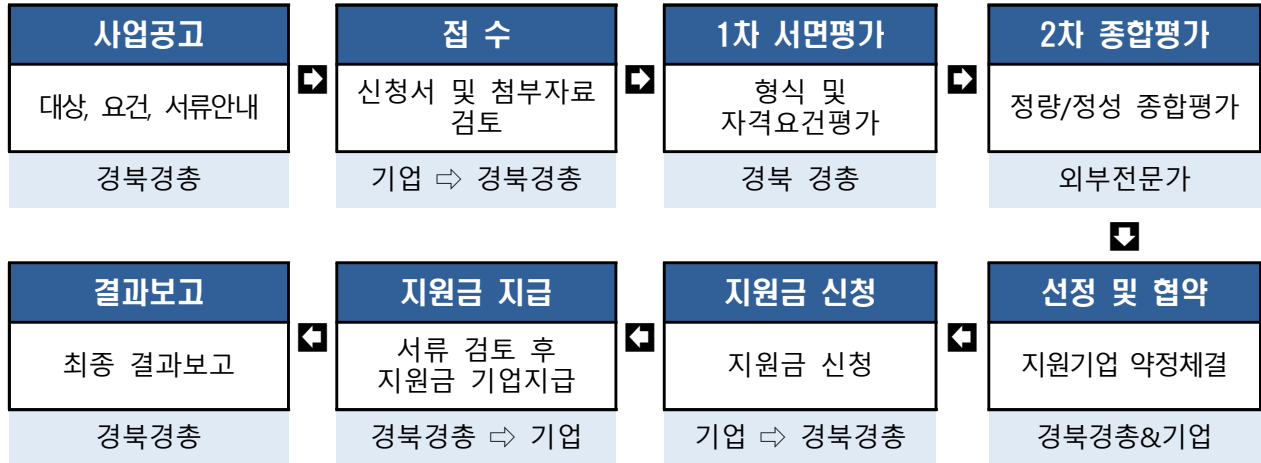 사업공고
대상, 요건, 서류안내
경북경총
접 수
신청서 및 첨부자료
검토
기업 ⇨ 경북경총
1차 서면평가
형식 및
자격요건평가
경북 경총
2차 종합평가
정량/정성 종합평가
외부전문가
선정 및 협약
지원기업 약정체결
경북경총&기업
지원금 신청
지원금 신청
기업 ⇨ 경북경총
지원금 지급
서류 검토 후
지원금 기업지급
경북경총 ⇨ 기업
결과보고
최종 결과보고
경북경총